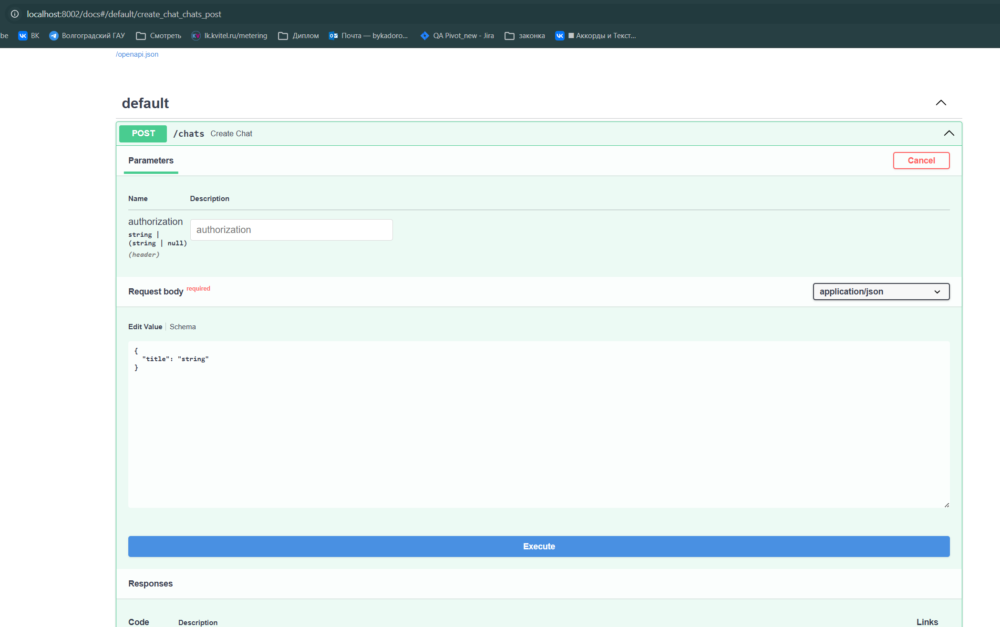 localhost:8002/docs#/default/create_chat_chats_post
be ВК Волгоградский ГАУ Смотреть lk.kvitel.ru/metering Диплом Почта — bykadoro... QA Pivot_new - Jira законка Аккорды и Текст...
/openapi.json
default
POST /chats Create Chat
Parameters Cancel
Name Description
authorization authorization
string |
(string | null)
(header)
Request body required application/json
Edit Value Schema
{
"title": "string"
}
Execute
Responses
Code Description Links